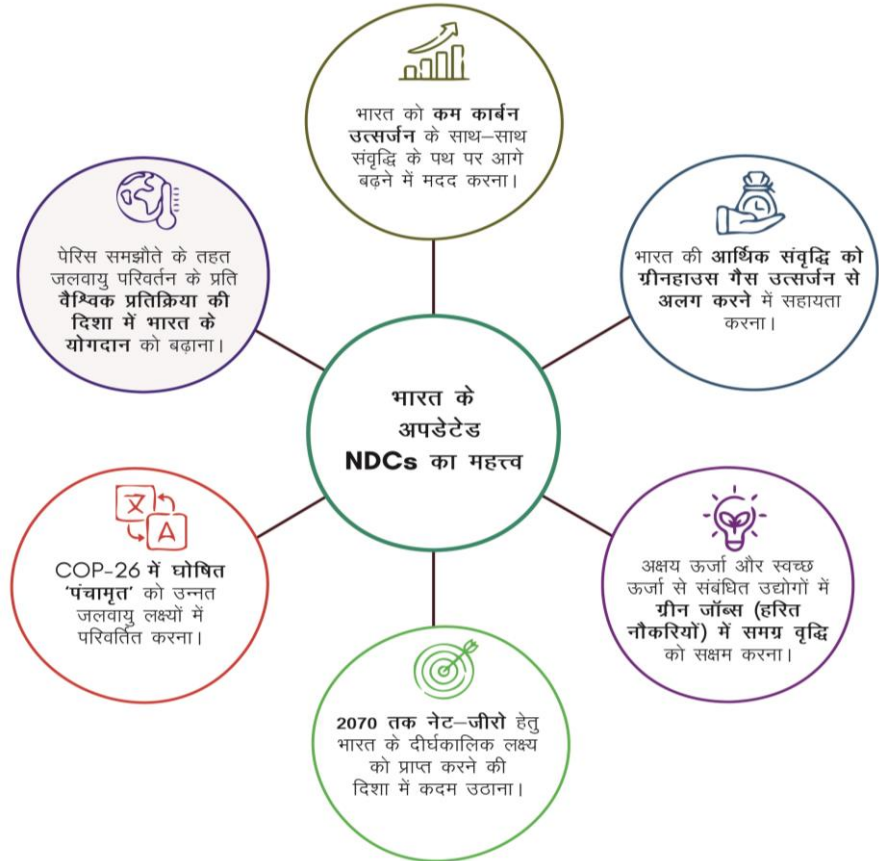 भारत के
अपडेटेड
NDCs का महत्त्व
भारत को कम कार्बन
उत्सर्जन के साथ–साथ
संवृद्धि के पथ पर आगे
बढ़ने में मदद करना।
भारत की आर्थिक संवृद्धि को
ग्रीनहाउस गैस उत्सर्जन से
अलग करने में सहायता
करना।
अक्षय ऊर्जा और स्वच्छ
ऊर्जा से संबंधित उद्योगों में
ग्रीन जॉब्स (हरित
नौकरियों) में समग्र वृद्धि
को सक्षम करना।
2070 तक नेट–जीरो हेतु
भारत के दीर्घकालिक लक्ष्य
को प्राप्त करने की
दिशा में कदम उठाना।
文
A
COP-26 में घोषित
'पंचामृत' को उन्नत
जलवायु लक्ष्यों में
परिवर्तित करना।
पेरिस समझौते के तहत
जलवायु परिवर्तन के प्रति
वैश्विक प्रतिक्रिया की
दिशा में भारत के
योगदान को बढ़ाना।